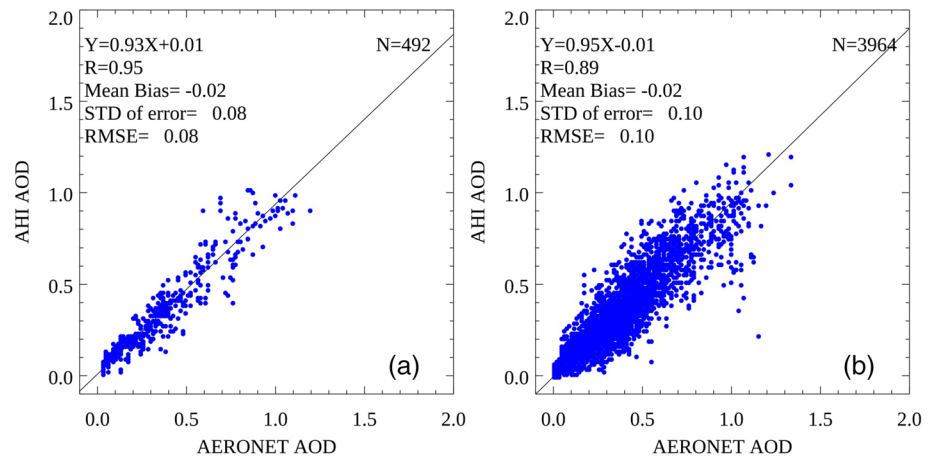 2.0
Y=0.93X+0.01 N=492
R=0.95
Mean Bias= -0.02
1.5
STD of error= 0.08
RMSE= 0.08
AHI AOD
1.0
0.5
0.0
(a)
0.0 0.5 1.0 1.5 2.0
AERONET AOD
2.0
Y=0.95X-0.01 N=3964
R=0.89
Mean Bias= -0.02
1.5
STD of error= 0.10
RMSE= 0.10
AHI AOD
1.0
0.5
0.0
(b)
0.0 0.5 1.0 1.5 2.0
AERONET AOD